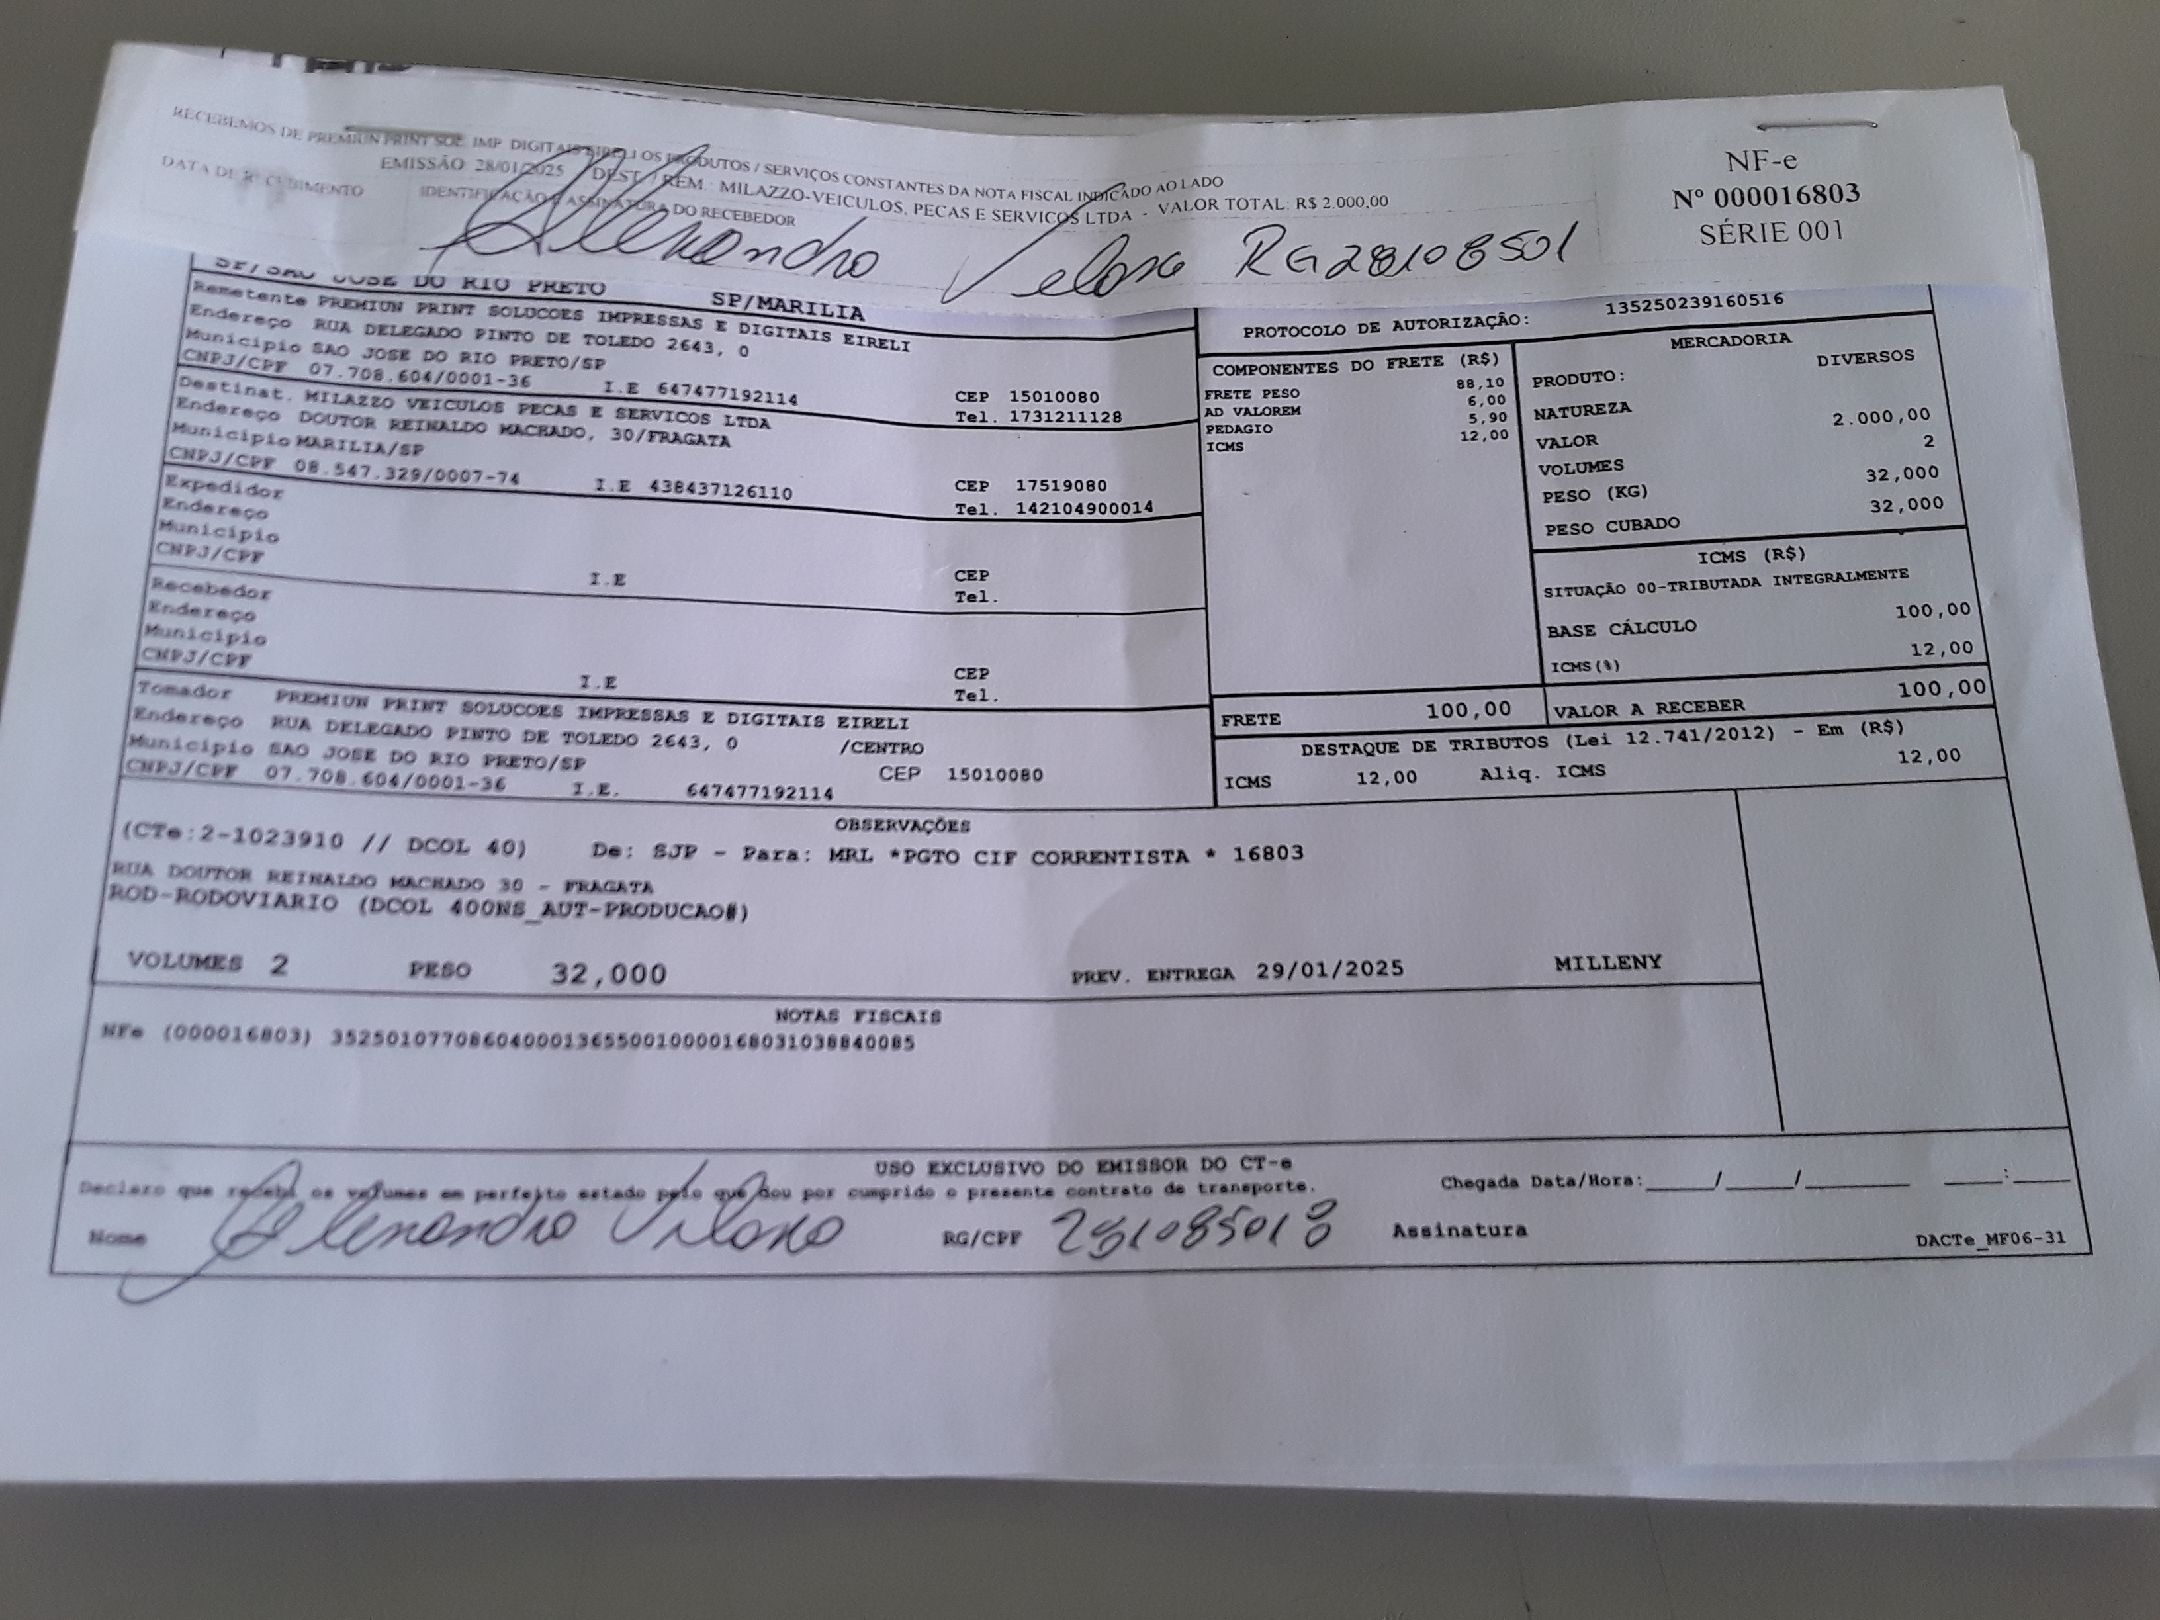 RECEBEMOS DE PREMIUN PRINT SOL. IMP DIGITAIS EIRELI OS PRODUTOS / SERVIÇOS CONSTANTES DA NOTA FISCAL INDICADO AO LADO
EMISSÃO: 28/01/2025 DEST. / REM.: MILAZZO-VEICULOS, PECAS E SERVICOS LTDA - VALOR TOTAL: R$ 2.000,00
DATA DE RECEBIMENTO IDENTIFICAÇÃO E ASSINATURA DO RECEBEDOR
RG28108501
NF-e
Nº 000016803
SÉRIE 001
SP/SAO JOSE DO RIO PRETO SP/MARILIA
Remetente PREMIUN PRINT SOLUCOES IMPRESSAS E DIGITAIS EIRELI
Endereço RUA DELEGADO PINTO DE TOLEDO 2643, 0
Municipio SAO JOSE DO RIO PRETO/SP CEP 15010080
CNPJ/CPF 07.708.604/0001-36 I.E 647477192114 Tel. 1731211128
Destinat. MILAZZO VEICULOS PECAS E SERVICOS LTDA
Endereço DOUTOR REINALDO MACHADO, 30/FRAGATA
Municipio MARILIA/SP CEP 17519080
CNPJ/CPF 08.547.329/0007-74 I.E 438437126110 Tel. 142104900014
Expedidor
Endereço
Municipio CEP
CNPJ/CPF I.E Tel.
Recebedor
Endereço
Municipio CEP
CNPJ/CPF I.E Tel.
Tomador PREMIUN PRINT SOLUCOES IMPRESSAS E DIGITAIS EIRELI
Endereço RUA DELEGADO PINTO DE TOLEDO 2643, 0 /CENTRO
Municipio SAO JOSE DO RIO PRETO/SP CEP 15010080
CNPJ/CPF 07.708.604/0001-36 I.E. 647477192114
PROTOCOLO DE AUTORIZAÇÃO: 135250239160516
COMPONENTES DO FRETE (R$)
FRETE PESO 88,10
AD VALOREM 6,00
PEDAGIO 5,90
ICMS 12,00
FRETE 100,00
MERCADORIA
PRODUTO: DIVERSOS
NATUREZA
VALOR 2.000,00
VOLUMES 2
PESO (KG) 32,000
PESO CUBADO 32,000
ICMS (R$)
SITUAÇÃO 00-TRIBUTADA INTEGRALMENTE
BASE CÁLCULO 100,00
ICMS(%) 12,00
VALOR A RECEBER 100,00
DESTAQUE DE TRIBUTOS (Lei 12.741/2012) - Em (R$)
ICMS 12,00 Aliq. ICMS 12,00
OBSERVAÇÕES
(CTe:2-1023910 // DCOL 40) De: SJP - Para: MRL *PGTO CIF CORRENTISTA * 16803
RUA DOUTOR REINALDO MACHADO 30 - FRAGATA
ROD-RODOVIARIO (DCOL 400NS_AUT-PRODUCAO#)
VOLUMES 2 PESO 32,000 PREV. ENTREGA 29/01/2025 MILLENY
NOTAS FISCAIS
NFe (000016803) 35250107708604000136550010000168031038840085
USO EXCLUSIVO DO EMISSOR DO CT-e
Declaro que recebi os volumes em perfeito estado pelo que dou por cumprido o presente contrato de transporte. Chegada Data/Hora:_____/_____/________ ____:____
Nome RG/CPF 281085018 Assinatura
DACTe_MF06-31